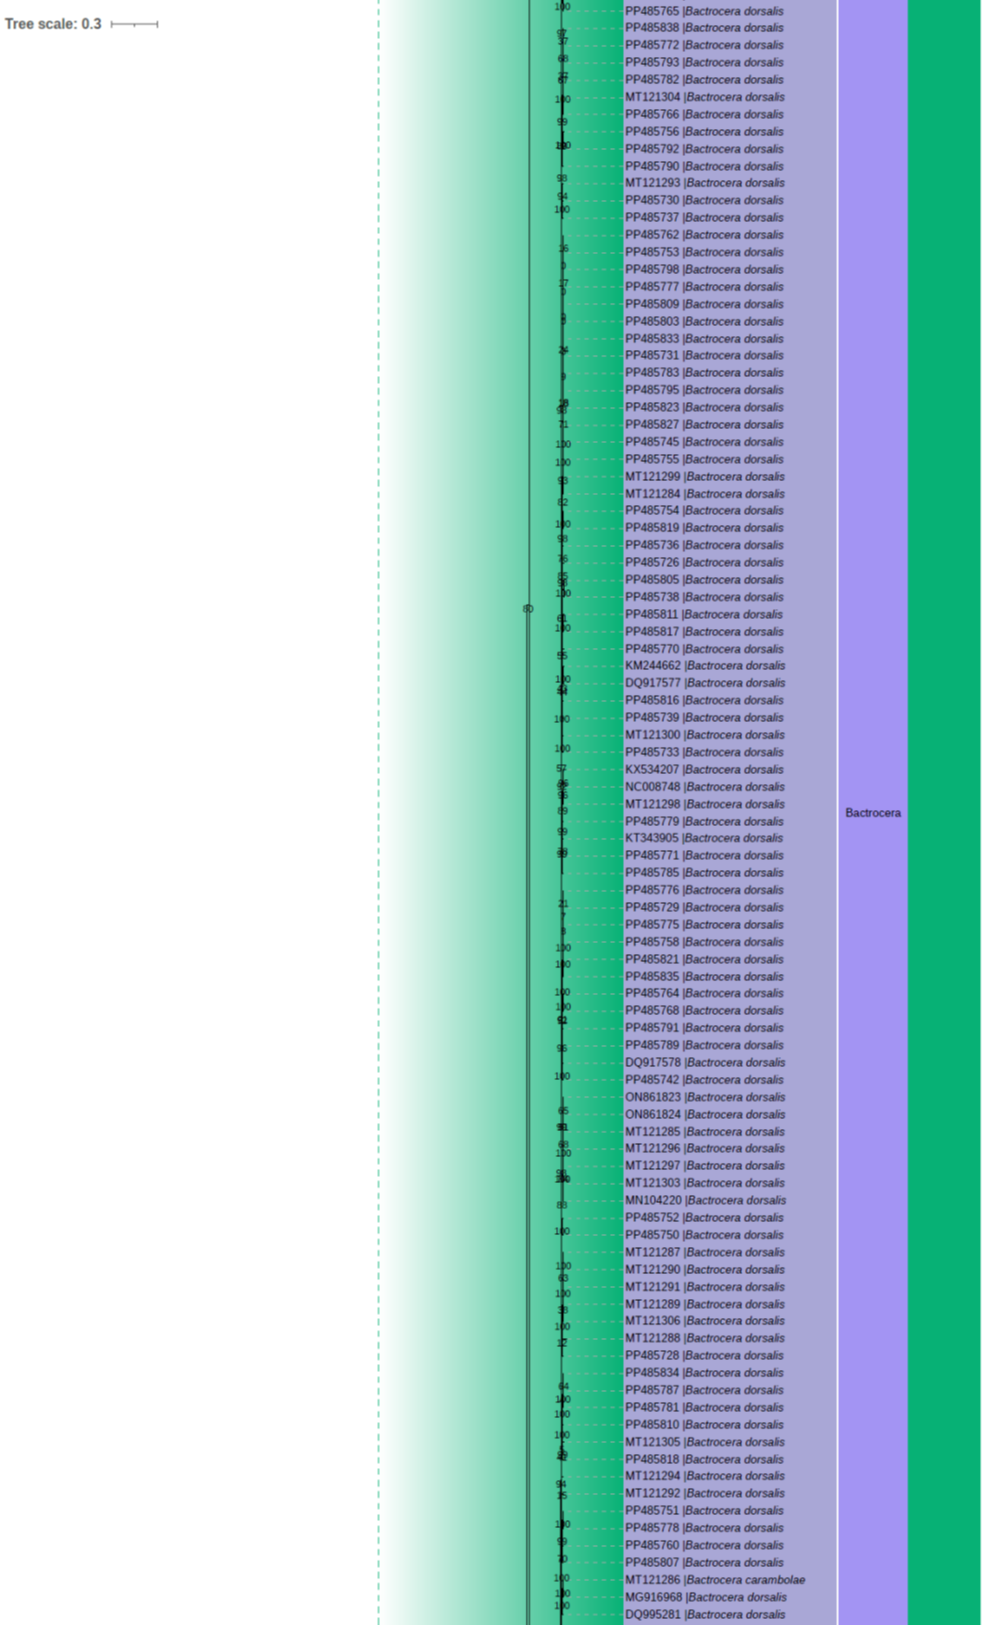 Tree scale: 0.3
PP485765 |Bactrocera dorsalis
PP485838 |Bactrocera dorsalis
PP485772 |Bactrocera dorsalis
PP485793 |Bactrocera dorsalis
PP485782 |Bactrocera dorsalis
MT121304 |Bactrocera dorsalis
PP485766 |Bactrocera dorsalis
PP485756 |Bactrocera dorsalis
PP485792 |Bactrocera dorsalis
PP485790 |Bactrocera dorsalis
MT121293 |Bactrocera dorsalis
PP485730 |Bactrocera dorsalis
PP485737 |Bactrocera dorsalis
PP485762 |Bactrocera dorsalis
PP485753 |Bactrocera dorsalis
PP485798 |Bactrocera dorsalis
PP485777 |Bactrocera dorsalis
PP485809 |Bactrocera dorsalis
PP485803 |Bactrocera dorsalis
PP485833 |Bactrocera dorsalis
PP485731 |Bactrocera dorsalis
PP485783 |Bactrocera dorsalis
PP485795 |Bactrocera dorsalis
PP485823 |Bactrocera dorsalis
PP485827 |Bactrocera dorsalis
PP485745 |Bactrocera dorsalis
PP485755 |Bactrocera dorsalis
MT121299 |Bactrocera dorsalis
MT121284 |Bactrocera dorsalis
PP485754 |Bactrocera dorsalis
PP485819 |Bactrocera dorsalis
PP485736 |Bactrocera dorsalis
PP485726 |Bactrocera dorsalis
PP485805 |Bactrocera dorsalis
PP485738 |Bactrocera dorsalis
80
PP485811 |Bactrocera dorsalis
PP485817 |Bactrocera dorsalis
PP485770 |Bactrocera dorsalis
KM244662 |Bactrocera dorsalis
DQ917577 |Bactrocera dorsalis
PP485816 |Bactrocera dorsalis
PP485739 |Bactrocera dorsalis
MT121300 |Bactrocera dorsalis
PP485733 |Bactrocera dorsalis
KX534207 |Bactrocera dorsalis
NC008748 |Bactrocera dorsalis
MT121298 |Bactrocera dorsalis
Bactrocera
PP485779 |Bactrocera dorsalis
KT343905 |Bactrocera dorsalis
PP485771 |Bactrocera dorsalis
PP485785 |Bactrocera dorsalis
PP485776 |Bactrocera dorsalis
PP485729 |Bactrocera dorsalis
PP485775 |Bactrocera dorsalis
PP485758 |Bactrocera dorsalis
PP485821 |Bactrocera dorsalis
PP485835 |Bactrocera dorsalis
PP485764 |Bactrocera dorsalis
PP485768 |Bactrocera dorsalis
PP485791 |Bactrocera dorsalis
PP485789 |Bactrocera dorsalis
DQ917578 |Bactrocera dorsalis
PP485742 |Bactrocera dorsalis
ON861823 |Bactrocera dorsalis
ON861824 |Bactrocera dorsalis
MT121285 |Bactrocera dorsalis
MT121296 |Bactrocera dorsalis
MT121297 |Bactrocera dorsalis
MT121303 |Bactrocera dorsalis
MN104220 |Bactrocera dorsalis
PP485752 |Bactrocera dorsalis
PP485750 |Bactrocera dorsalis
MT121287 |Bactrocera dorsalis
MT121290 |Bactrocera dorsalis
MT121291 |Bactrocera dorsalis
MT121289 |Bactrocera dorsalis
MT121306 |Bactrocera dorsalis
MT121288 |Bactrocera dorsalis
PP485728 |Bactrocera dorsalis
PP485834 |Bactrocera dorsalis
PP485787 |Bactrocera dorsalis
PP485781 |Bactrocera dorsalis
PP485810 |Bactrocera dorsalis
MT121305 |Bactrocera dorsalis
PP485818 |Bactrocera dorsalis
MT121294 |Bactrocera dorsalis
MT121292 |Bactrocera dorsalis
PP485751 |Bactrocera dorsalis
PP485778 |Bactrocera dorsalis
PP485760 |Bactrocera dorsalis
PP485807 |Bactrocera dorsalis
MT121286 |Bactrocera carambolae
MG916968 |Bactrocera dorsalis
DQ995281 |Bactrocera dorsalis